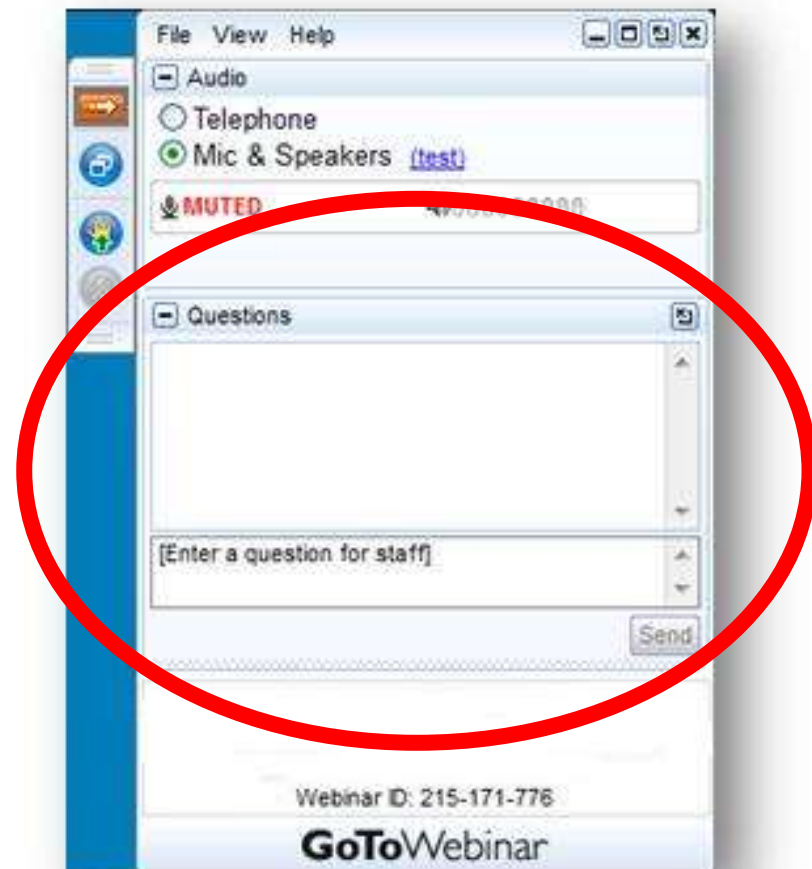 File View Help
Audio
Telephone
Mic & Speakers (test)
MUTED
Questions
[Enter a question for staff]
Send
Webinar ID: 215-171-776
GoToWebinar